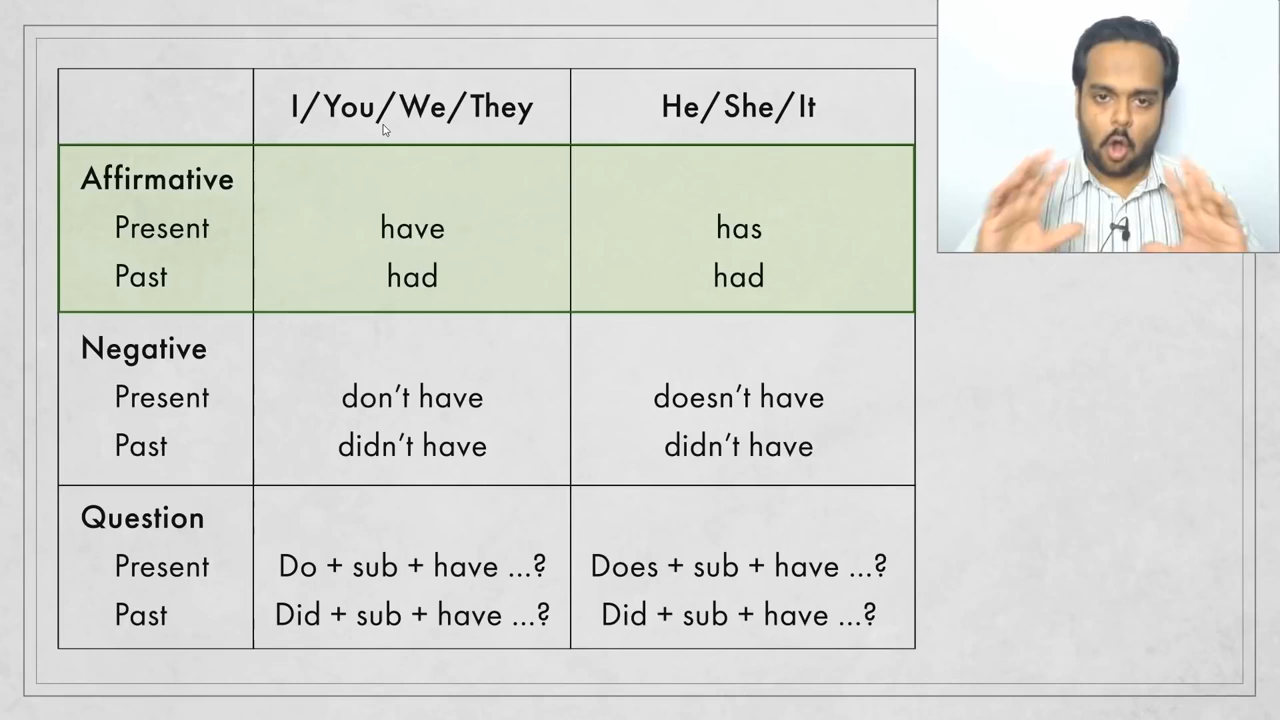 I/You/We/They He/She/It
Affirmative
Present have has
Past had had
Negative
Present don’t have doesn’t have
Past didn’t have didn’t have
Question
Present Do + sub + have ...? Does + sub + have ...?
Past Did + sub + have ...? Did + sub + have ...?